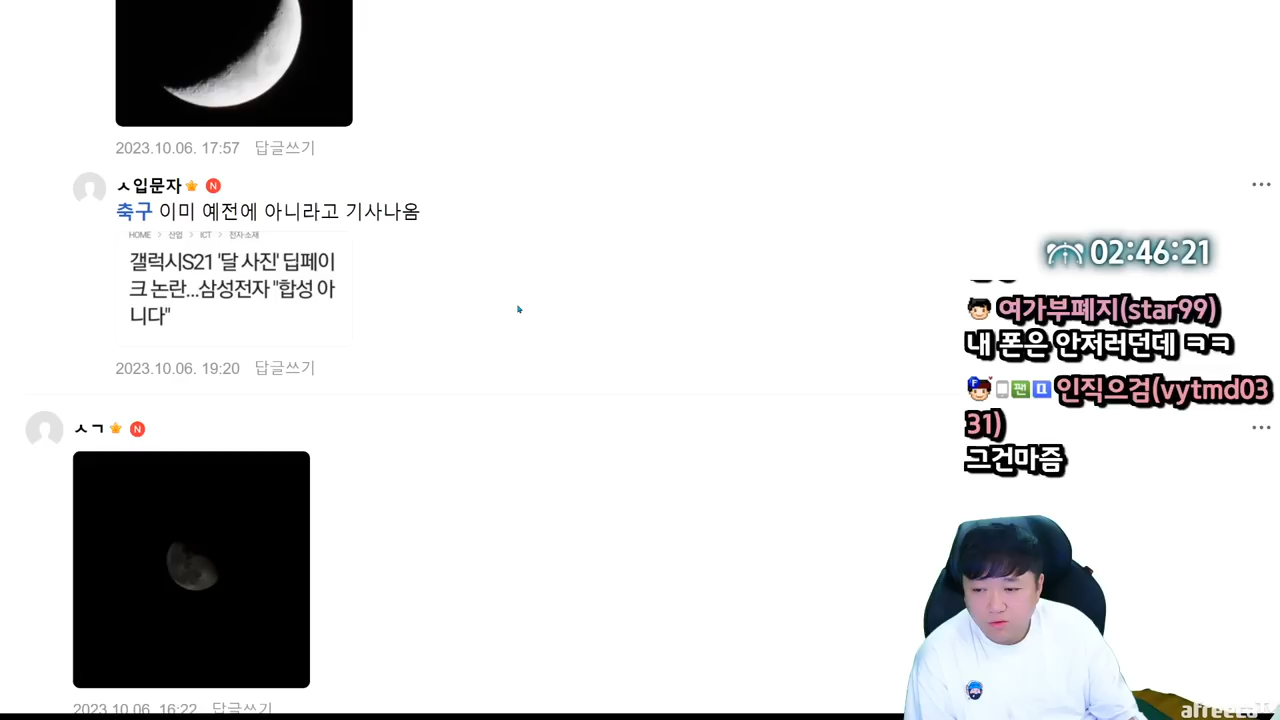 2023.10.06. 17:57 답글쓰기
ㅅ입문자 N
축구 이미 예전에 아니라고 기사나옴
HOME > 산업 > ICT > 전자·소재
갤럭시S21 '달 사진' 딥페이
크 논란...삼성전자 "합성 아
니다"
2023.10.06. 19:20 답글쓰기
ㅅㄱ N
2023.10.06. 16:22 답글쓰기
02:46:21
여가부폐지(star99)
내 폰은 안저러던데 ㅋㅋ
F 팬 인직으검(vytmd03
31)
그건마즘
afreecaTV